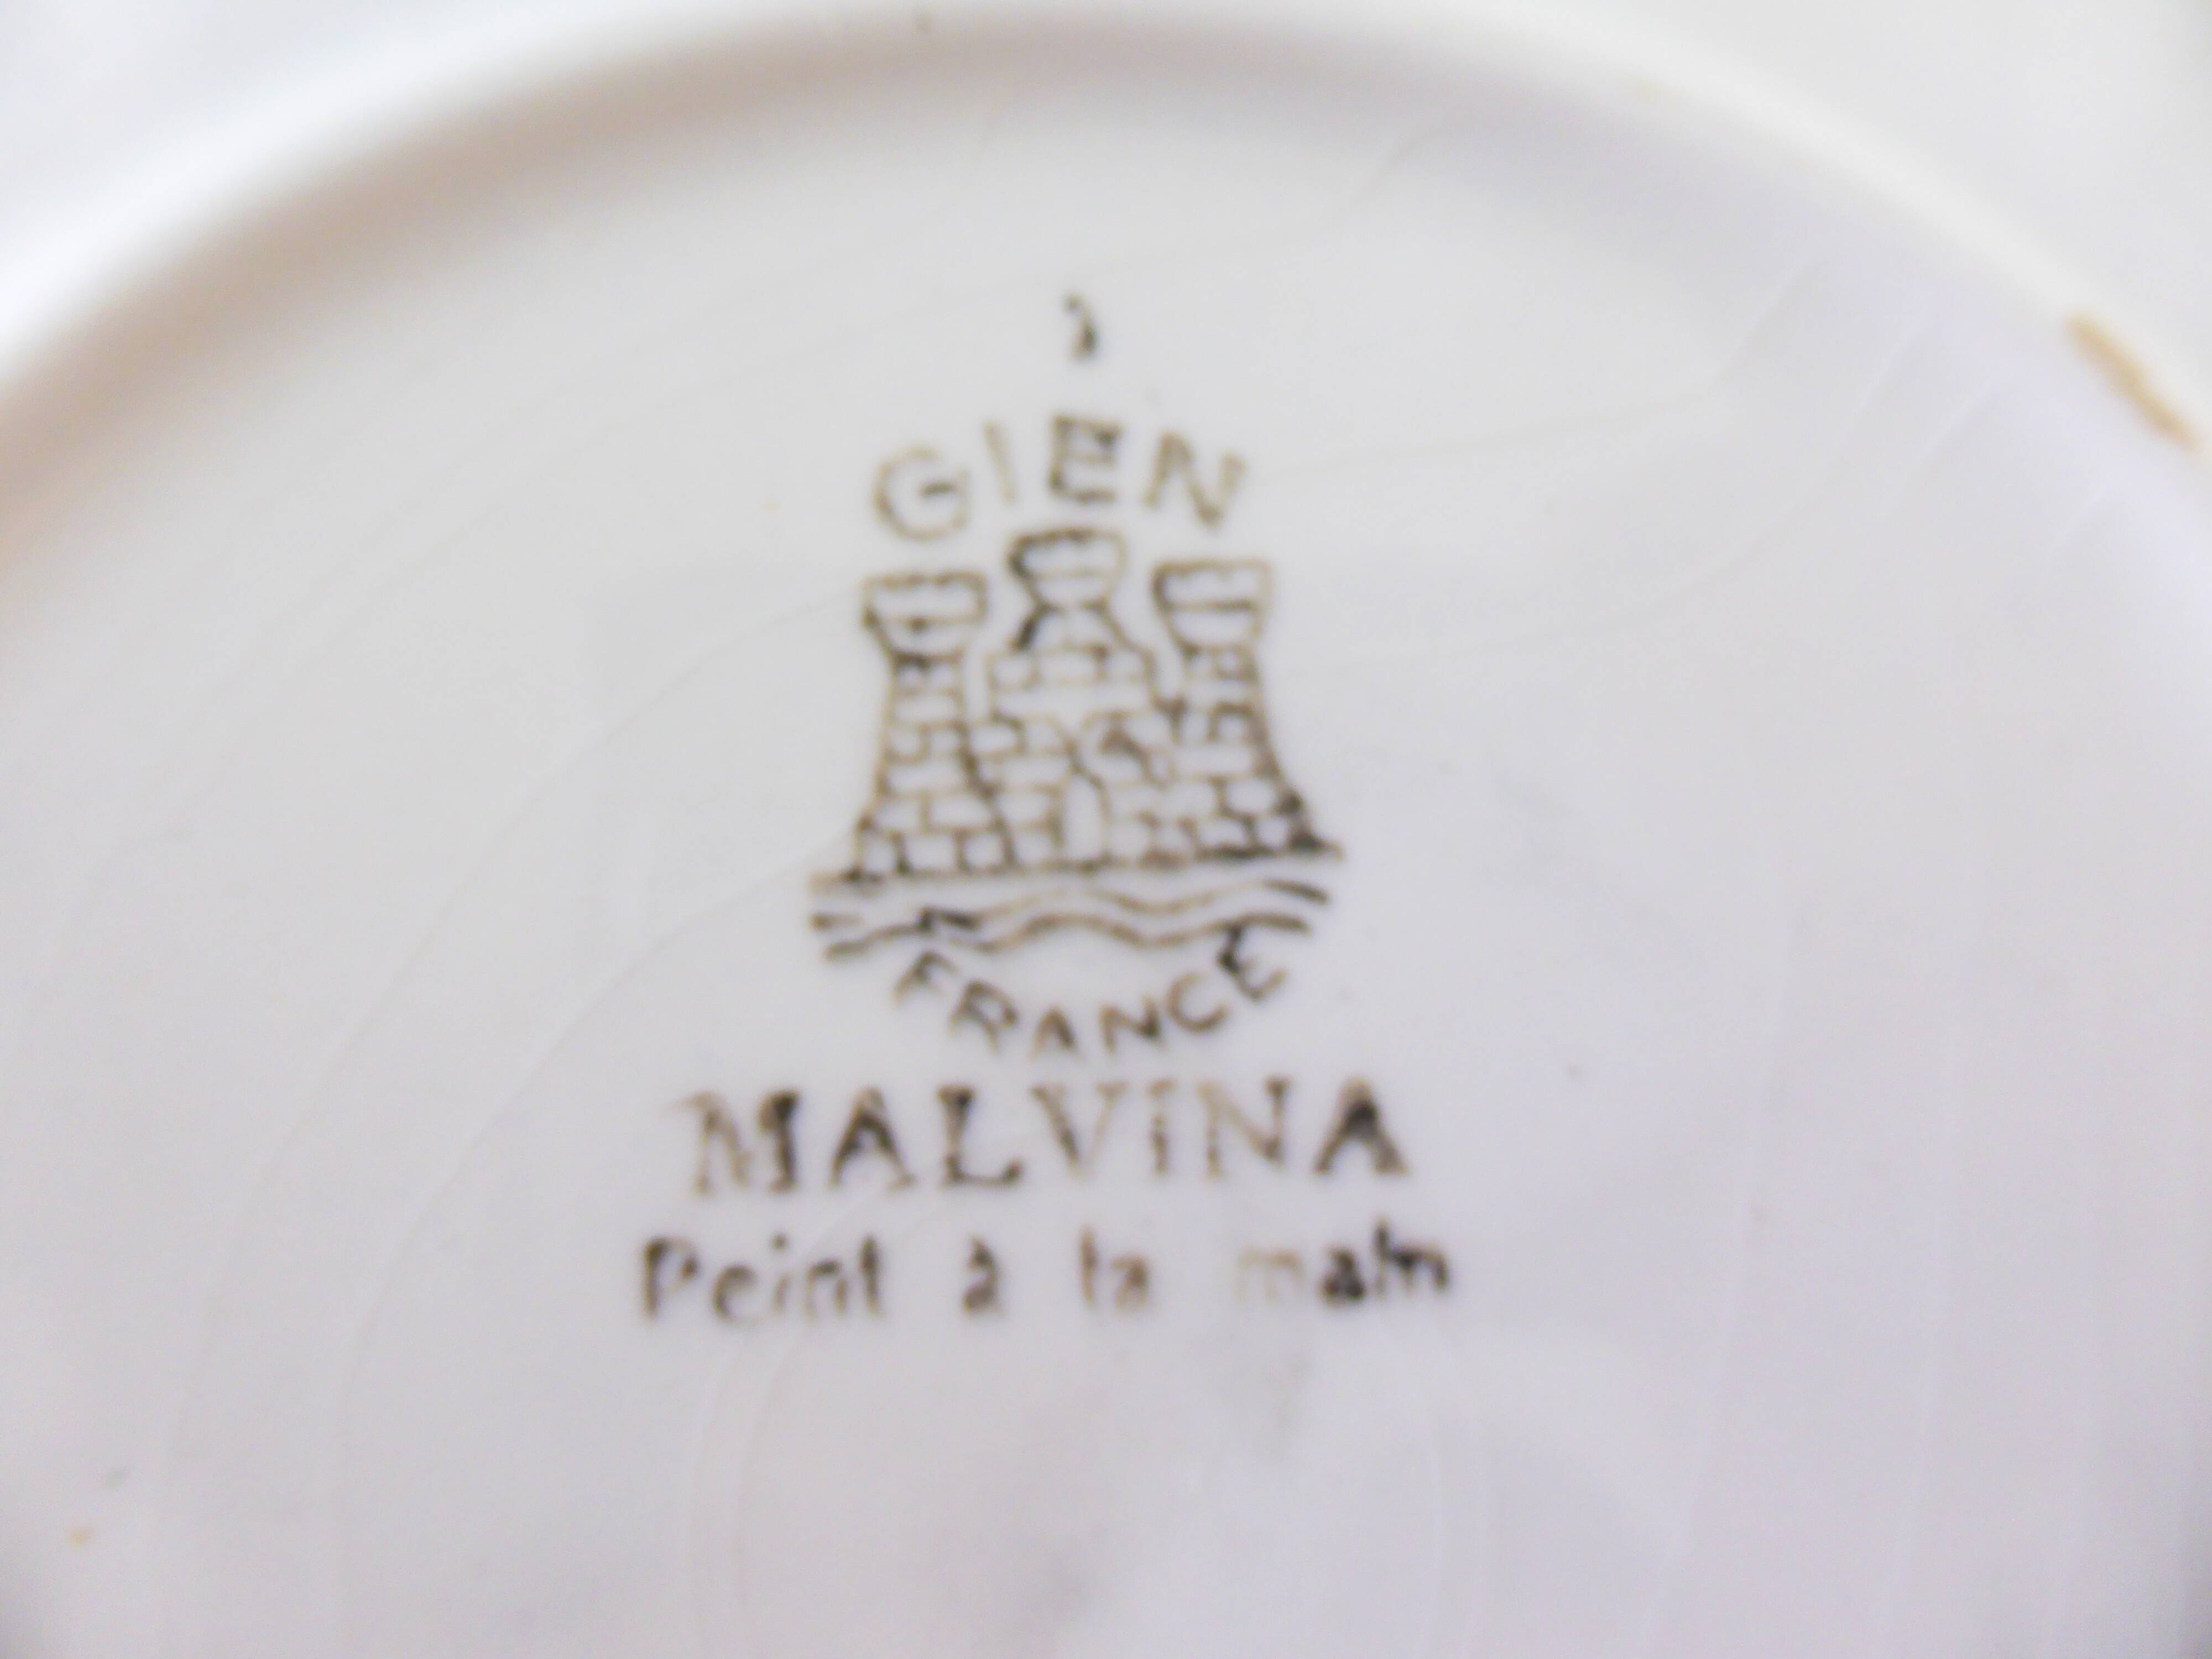 à
GIEN
FRANCE
MALVINA
Peint à la main